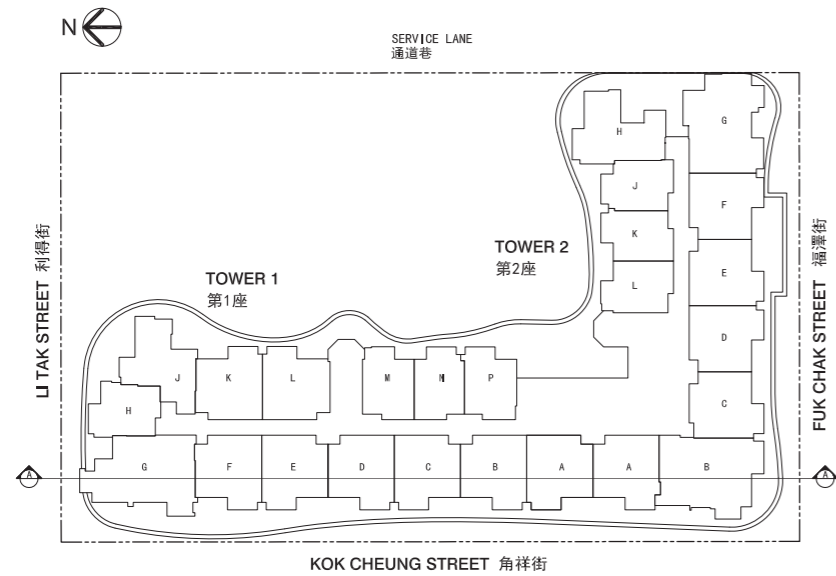 N
SERVICE LANE
通道巷
H
G
J
F
K
E
L
D
C
TOWER 2
第2座
TOWER 1
第1座
LI TAK STREET 利得街
FUK CHAK STREET 福澤街
J
K
L
M
N
P
H
G
F
E
D
C
B
A
A
B
A
A
KOK CHEUNG STREET 角祥街